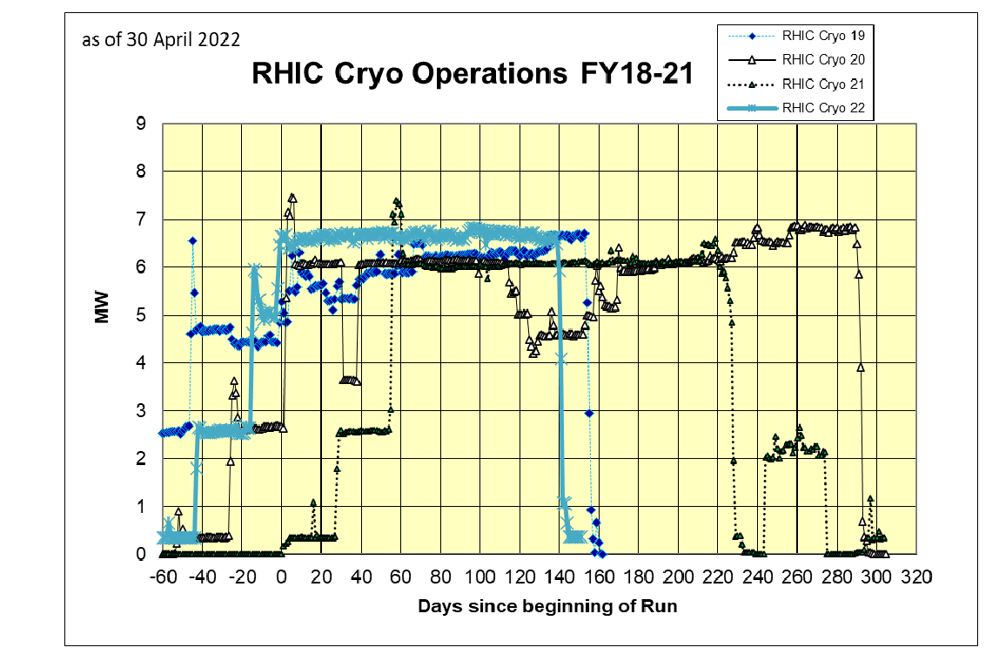 as of 30 April 2022
RHIC Cryo Operations FY18-21
RHIC Cryo 19
RHIC Cryo 20
RHIC Cryo 21
RHIC Cryo 22
9
8
7
6
5
4
3
2
1
0
MW
-60 -40 -20 0 20 40 60 80 100 120 140 160 180 200 220 240 260 280 300 320
Days since beginning of Run